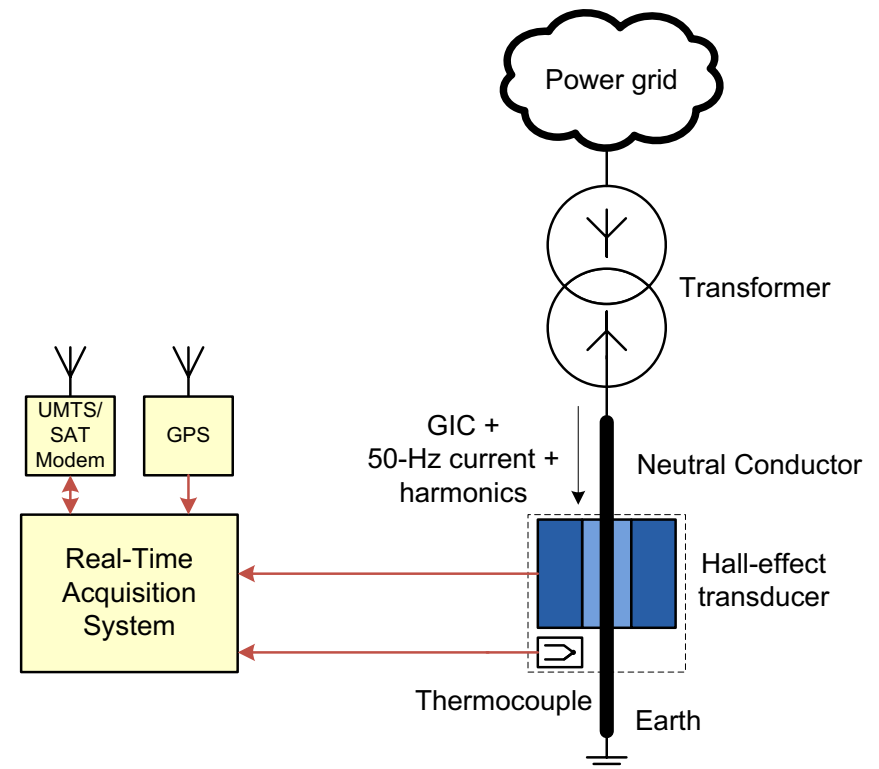 Power grid
Transformer
UMTS/
SAT
Modem
GPS
GIC +
50-Hz current +
harmonics
Neutral Conductor
Real-Time
Acquisition
System
Hall-effect
transducer
Thermocouple
Earth